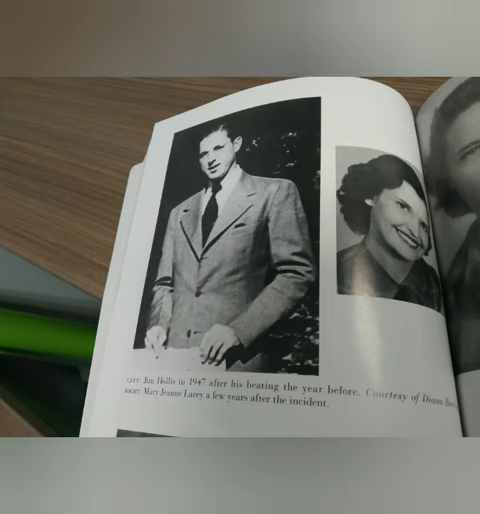 LEFT: Jim Hollis in 1947 after his beating the year before. Courtesy of Diana
RIGHT: Mary Jeanne Larey a few years after the incident.